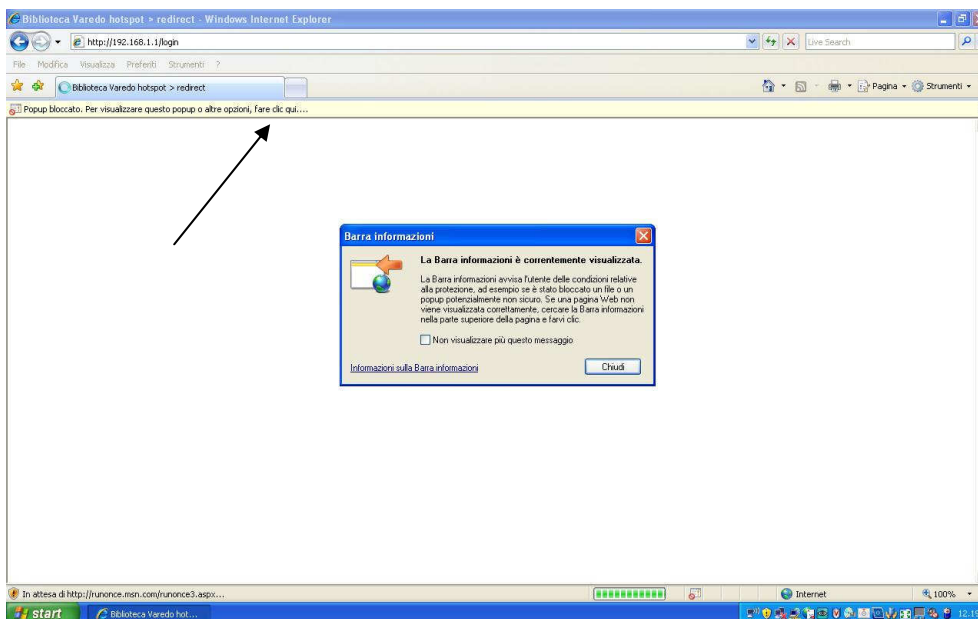 Biblioteca Varedo hotspot > redirect - Windows Internet Explorer
http://192.168.1.1/login
Live Search
File Modifica Visualizza Preferiti Strumenti ?
Biblioteca Varedo hotspot > redirect
Pagina
Strumenti
Popup bloccato. Per visualizzare questo popup o altre opzioni, fare clic qui....
Barra informazioni
La Barra informazioni è correntemente visualizzata.
La Barra informazioni avvisa l'utente delle condizioni relative
alla protezione, ad esempio se è stato bloccato un file o un
popup potenzialmente non sicuro. Se una pagina Web non
viene visualizzata correttamente, cercare la Barra informazioni
nella parte superiore della pagina e farvi clic.
Non visualizzare più questo messaggio
Informazioni sulla Barra informazioni
Chiudi
In attesa di http://runonce.msn.com/runonce3.aspx...
Internet
100%
start
Biblioteca Varedo hot...